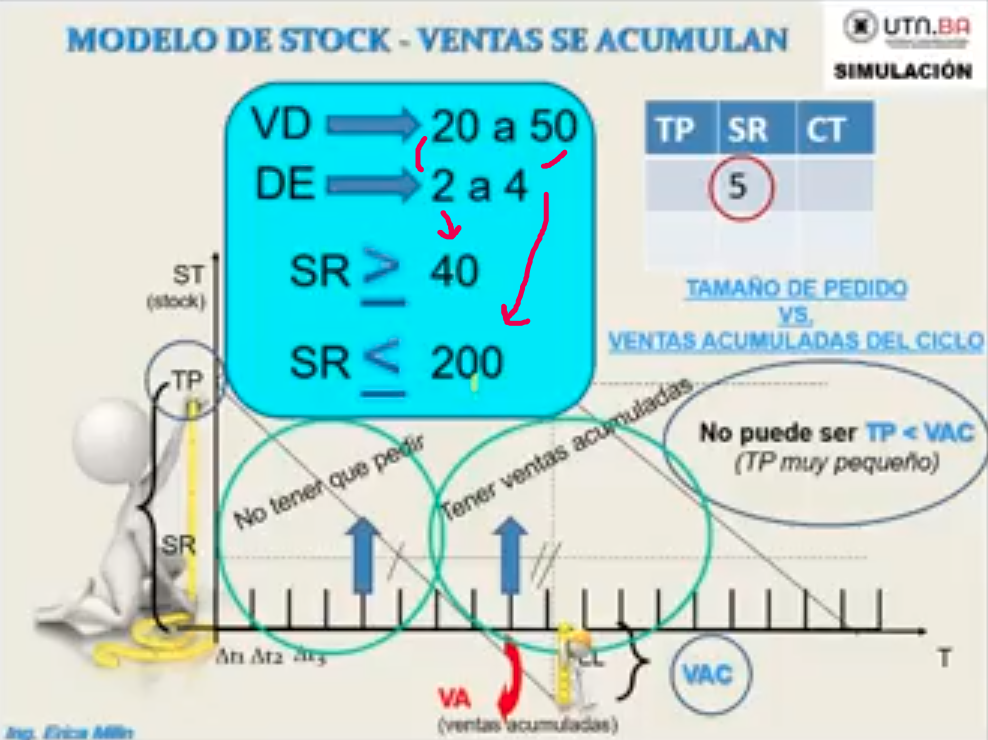 MODELO DE STOCK - VENTAS SE ACUMULAN
UTN.BA
SIMULACIÓN
VD 20 a 50
DE 2 a 4
SR ≥ 40
SR ≤ 200
TP SR CT
5
TAMAÑO DE PEDIDO
VS.
VENTAS ACUMULADAS DEL CICLO
ST
(stock)
TP
No puede ser TP < VAC
(TP muy pequeño)
No tener que pedir
Tener ventas acumuladas
SR
Δt1 Δt2 Δt3
T
VAC
VA
(ventas acumuladas)
Ing. Erica Milin